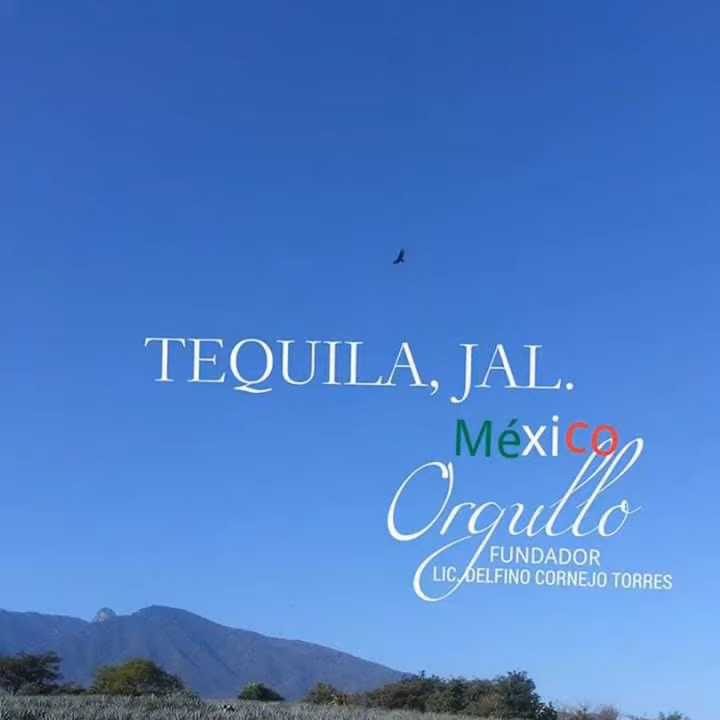 TEQUILA, JAL.
México
Orgullo
FUNDADOR
LIC. DELFINO CORNEJO TORRES